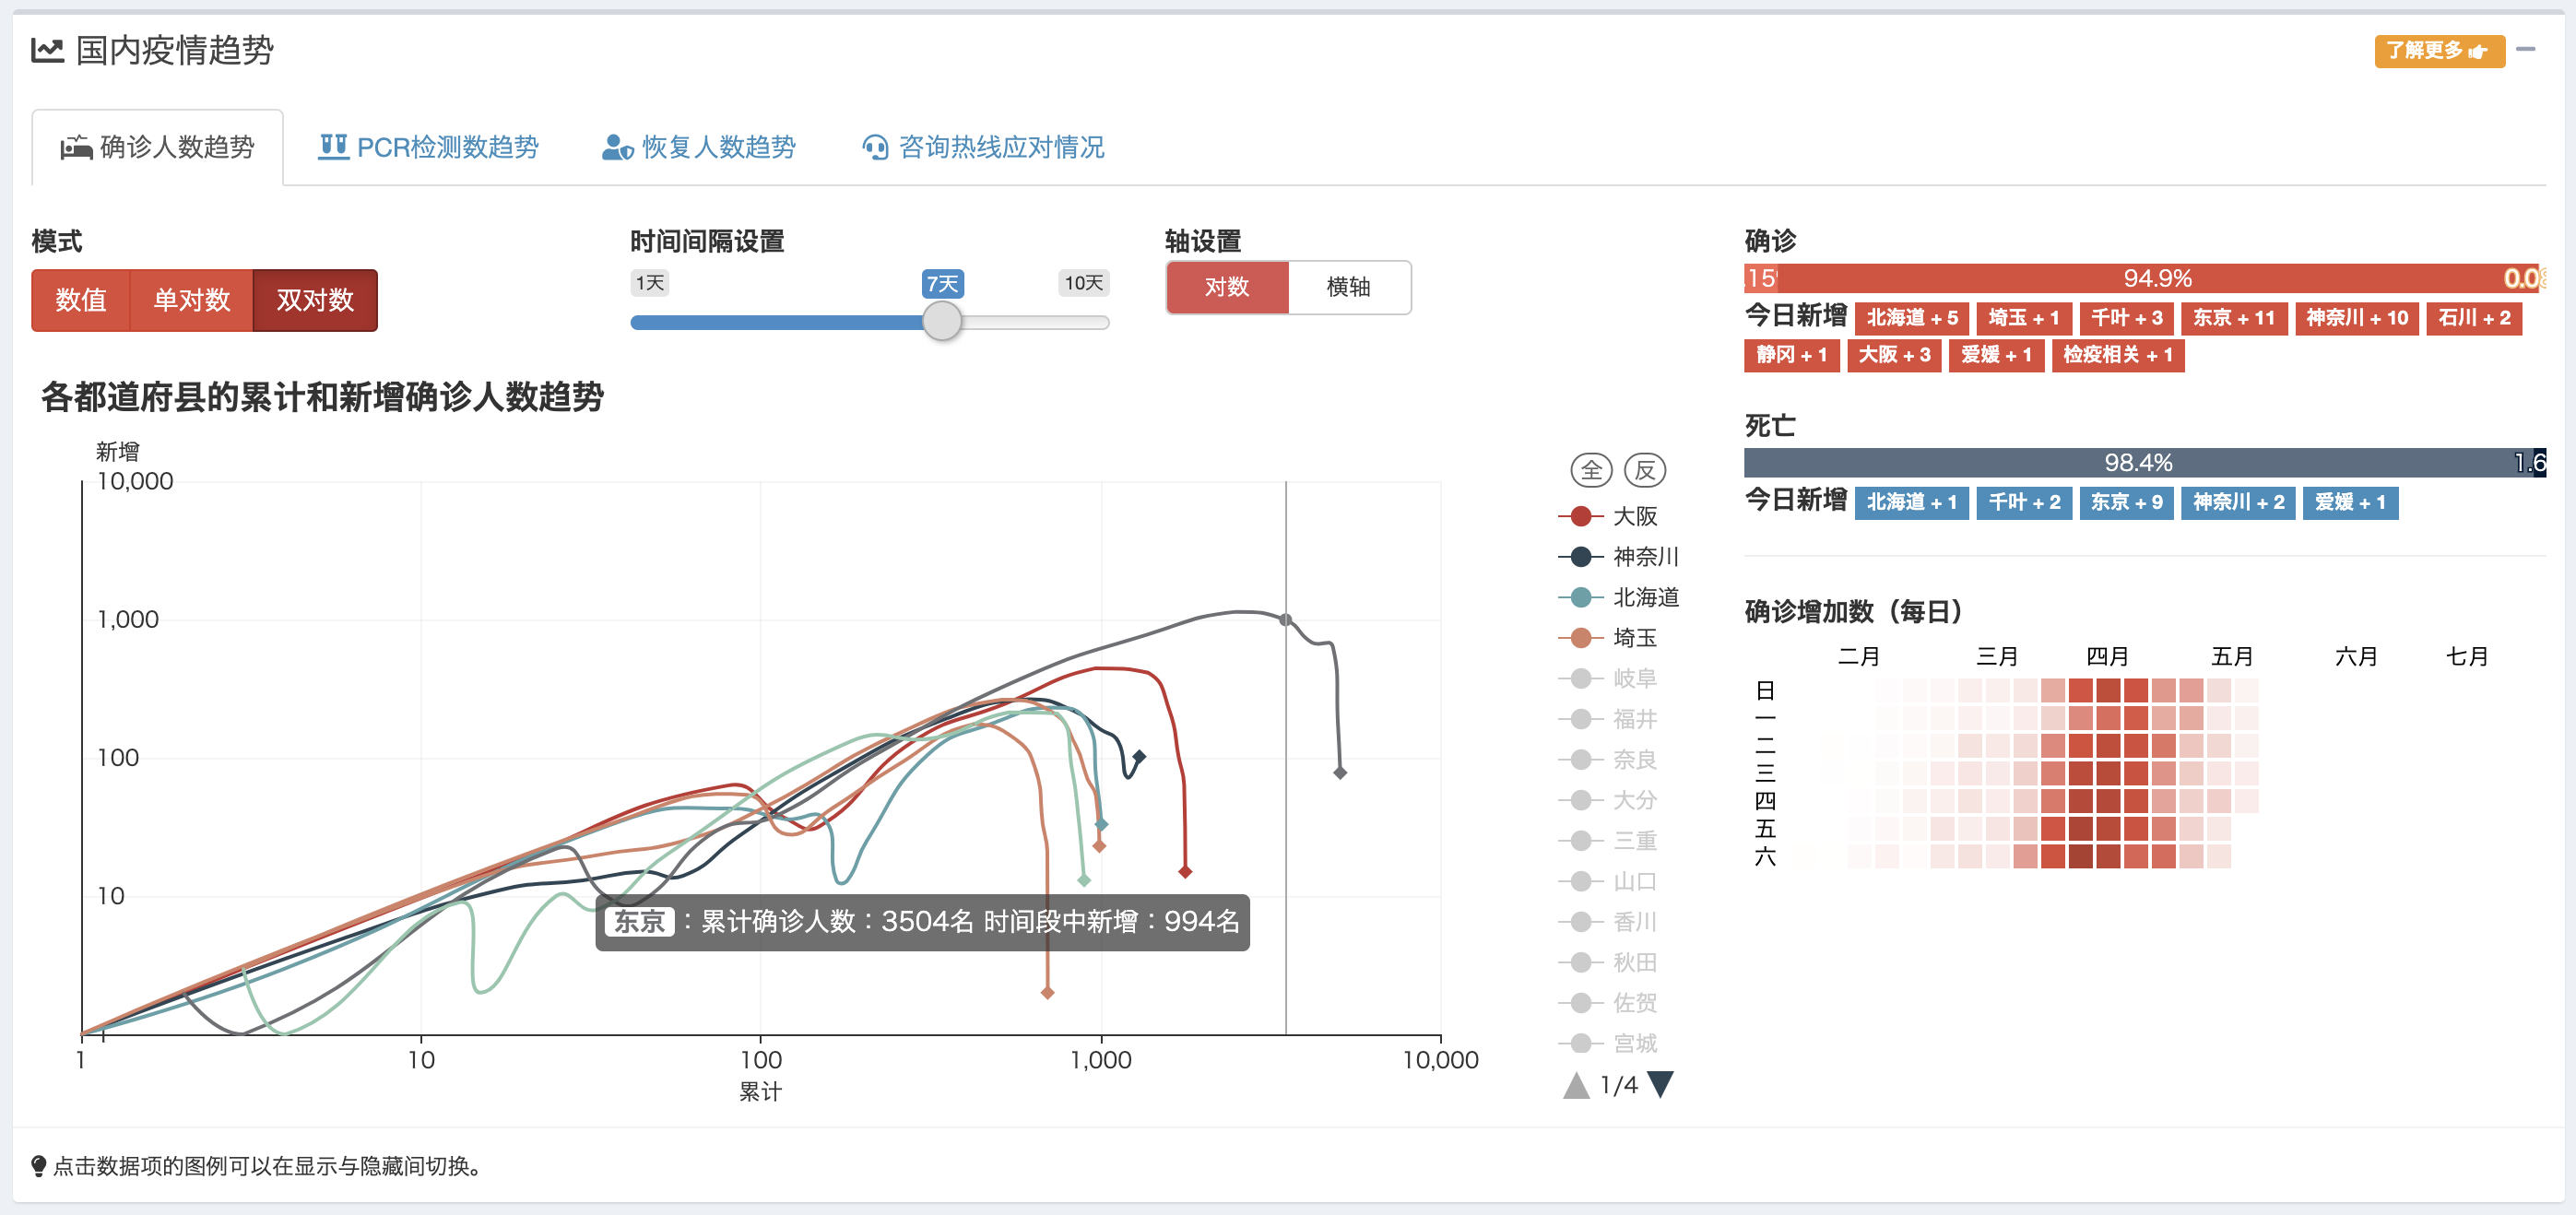 国内疫情趋势
了解更多
确诊人数趋势 PCR检测数趋势 恢复人数趋势 咨询热线应对情况
模式
数值 单对数 双对数
时间间隔设置
1天 7天 10天
轴设置
对数 横轴
各都道府县的累计和新增确诊人数趋势
新增
10,000
1,000
100
10
1 10 100 1,000 10,000
累计
东京:累计确诊人数:3504名 时间段中新增:994名
全 反
大阪
神奈川
北海道
埼玉
岐阜
福井
奈良
大分
三重
山口
香川
秋田
佐贺
宫城
1/4
确诊
94.9%
今日新增 北海道 + 5 埼玉 + 1 千叶 + 3 东京 + 11 神奈川 + 10 石川 + 2
静冈 + 1 大阪 + 3 爱媛 + 1 检疫相关 + 1
死亡
98.4% 1.6
今日新增 北海道 + 1 千叶 + 2 东京 + 9 神奈川 + 2 爱媛 + 1
确诊增加数（每日）
二月 三月 四月 五月 六月 七月
日
一
二
三
四
五
六
点击数据项的图例可以在显示与隐藏间切换。